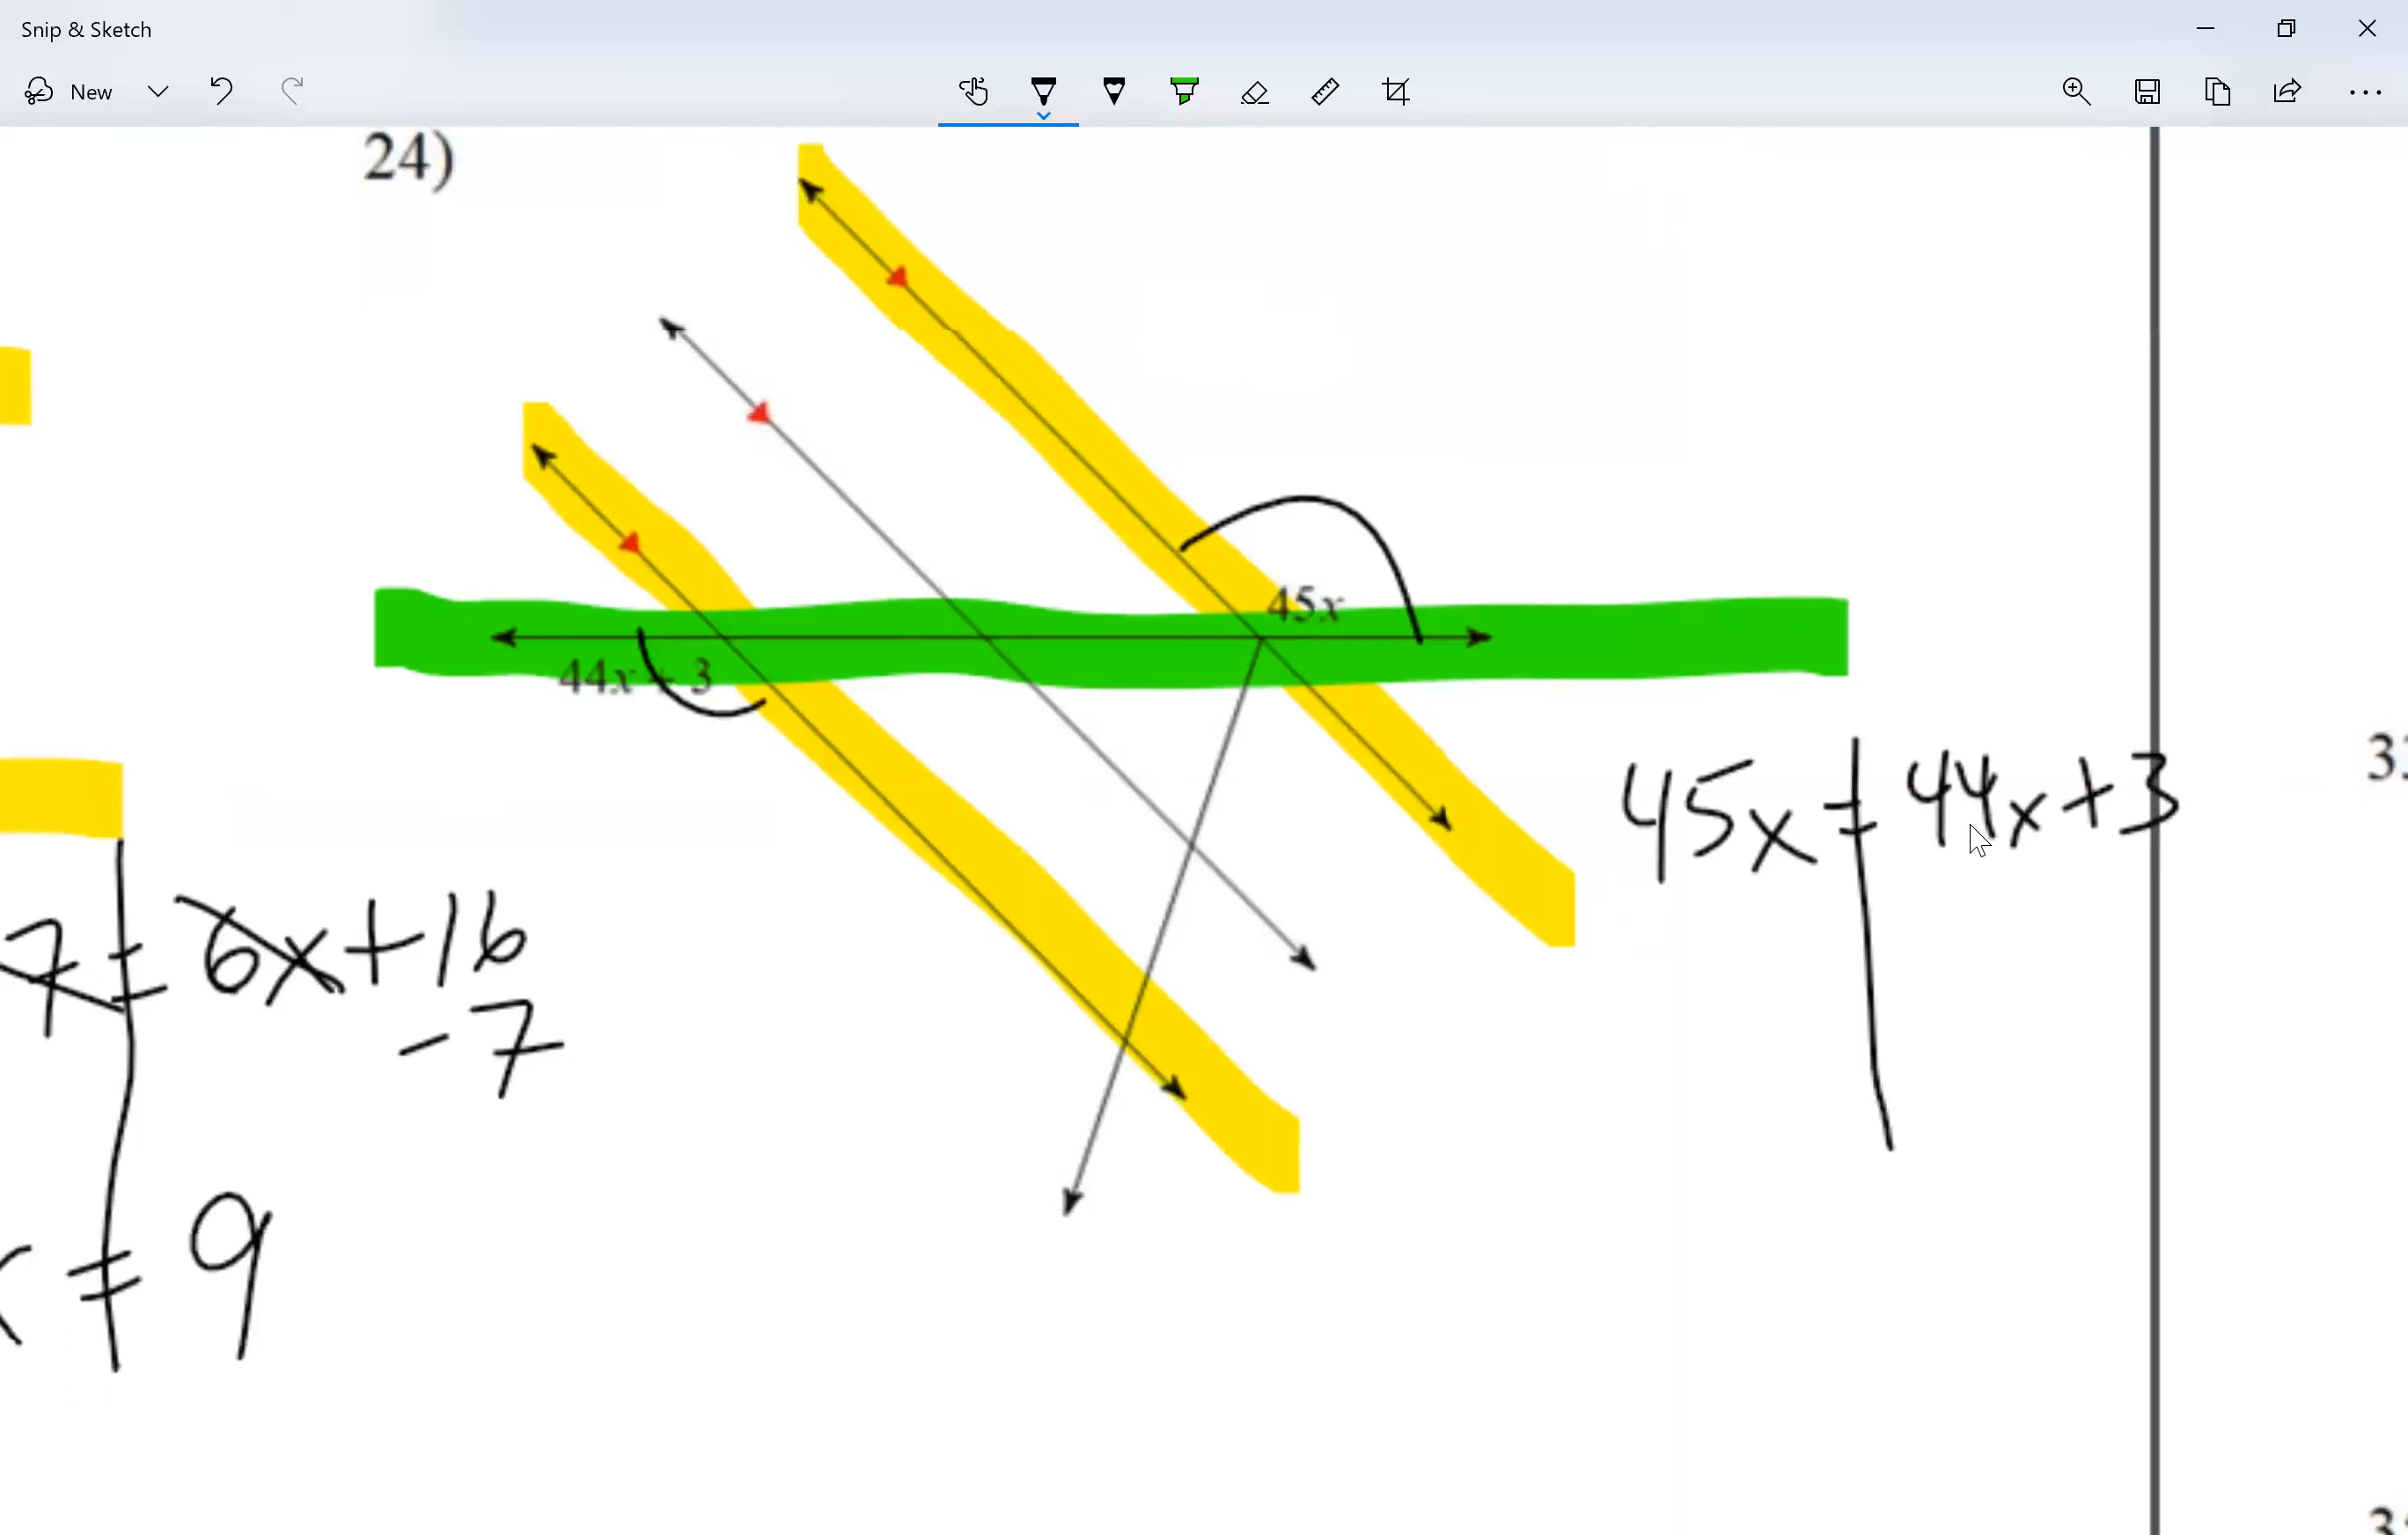 Snip & Sketch
New
24)
45x
44x + 3
45x = 44x + 3
7 = 6x + 16
- 7
x = 9